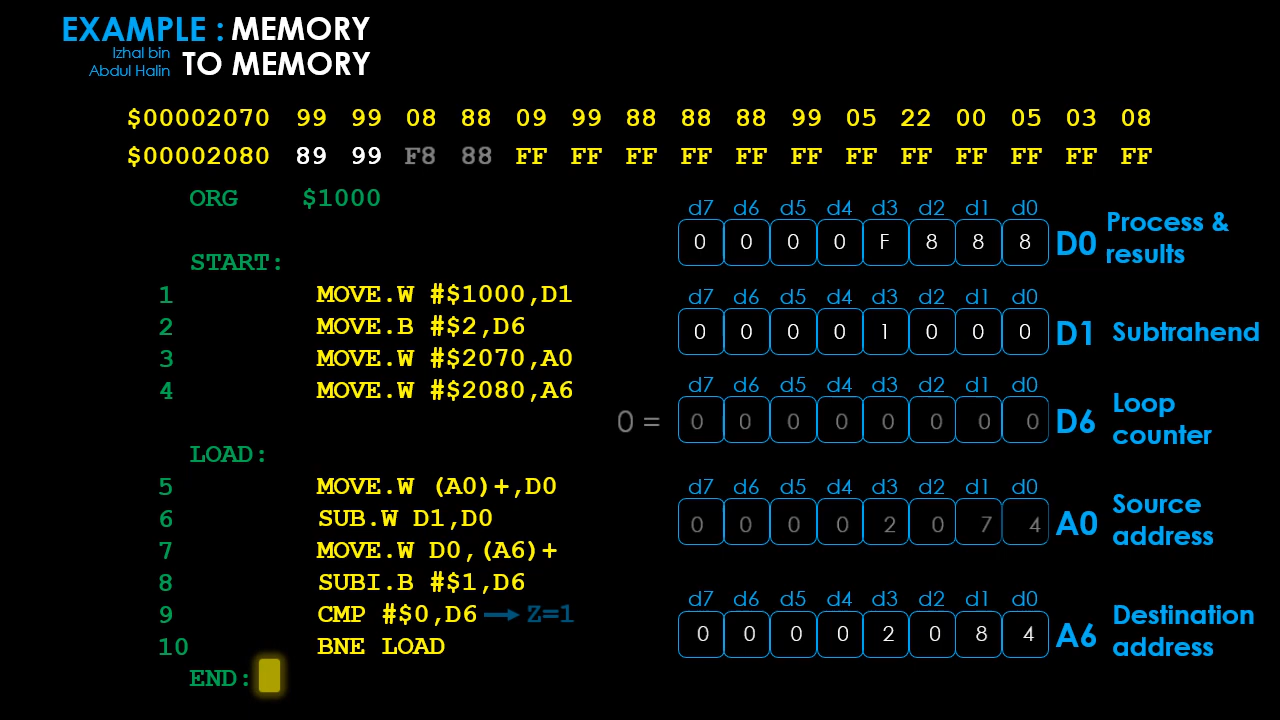 EXAMPLE : MEMORY
Izhal bin
Abdul Halin
TO MEMORY
$00002070 99 99 08 88 09 99 88 88 88 99 05 22 00 05 03 08
$00002080 89 99 F8 88 FF FF FF FF FF FF FF FF FF FF FF FF
ORG $1000
START:
1 MOVE.W #$1000,D1
2 MOVE.B #$2,D6
3 MOVE.W #$2070,A0
4 MOVE.W #$2080,A6
LOAD:
5 MOVE.W (A0)+,D0
6 SUB.W D1,D0
7 MOVE.W D0,(A6)+
8 SUBI.B #$1,D6
9 CMP #$0,D6 → Z=1
10 BNE LOAD
END:
d7 d6 d5 d4 d3 d2 d1 d0
0 0 0 0 F 8 8 8 D0
Process &
results
d7 d6 d5 d4 d3 d2 d1 d0
0 0 0 0 1 0 0 0 D1 Subtrahend
d7 d6 d5 d4 d3 d2 d1 d0
0 = 0 0 0 0 0 0 0 0 D6
Loop
counter
d7 d6 d5 d4 d3 d2 d1 d0
0 0 0 0 2 0 7 4 A0
Source
address
d7 d6 d5 d4 d3 d2 d1 d0
0 0 0 0 2 0 8 4 A6
Destination
address